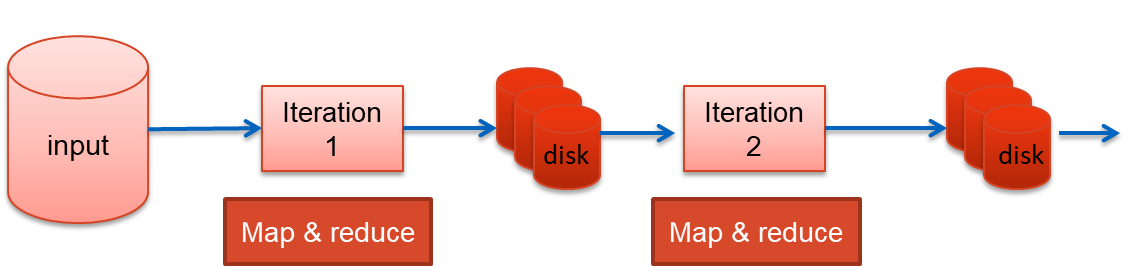 input
Iteration
1
disk
Iteration
2
disk
Map & reduce
Map & reduce